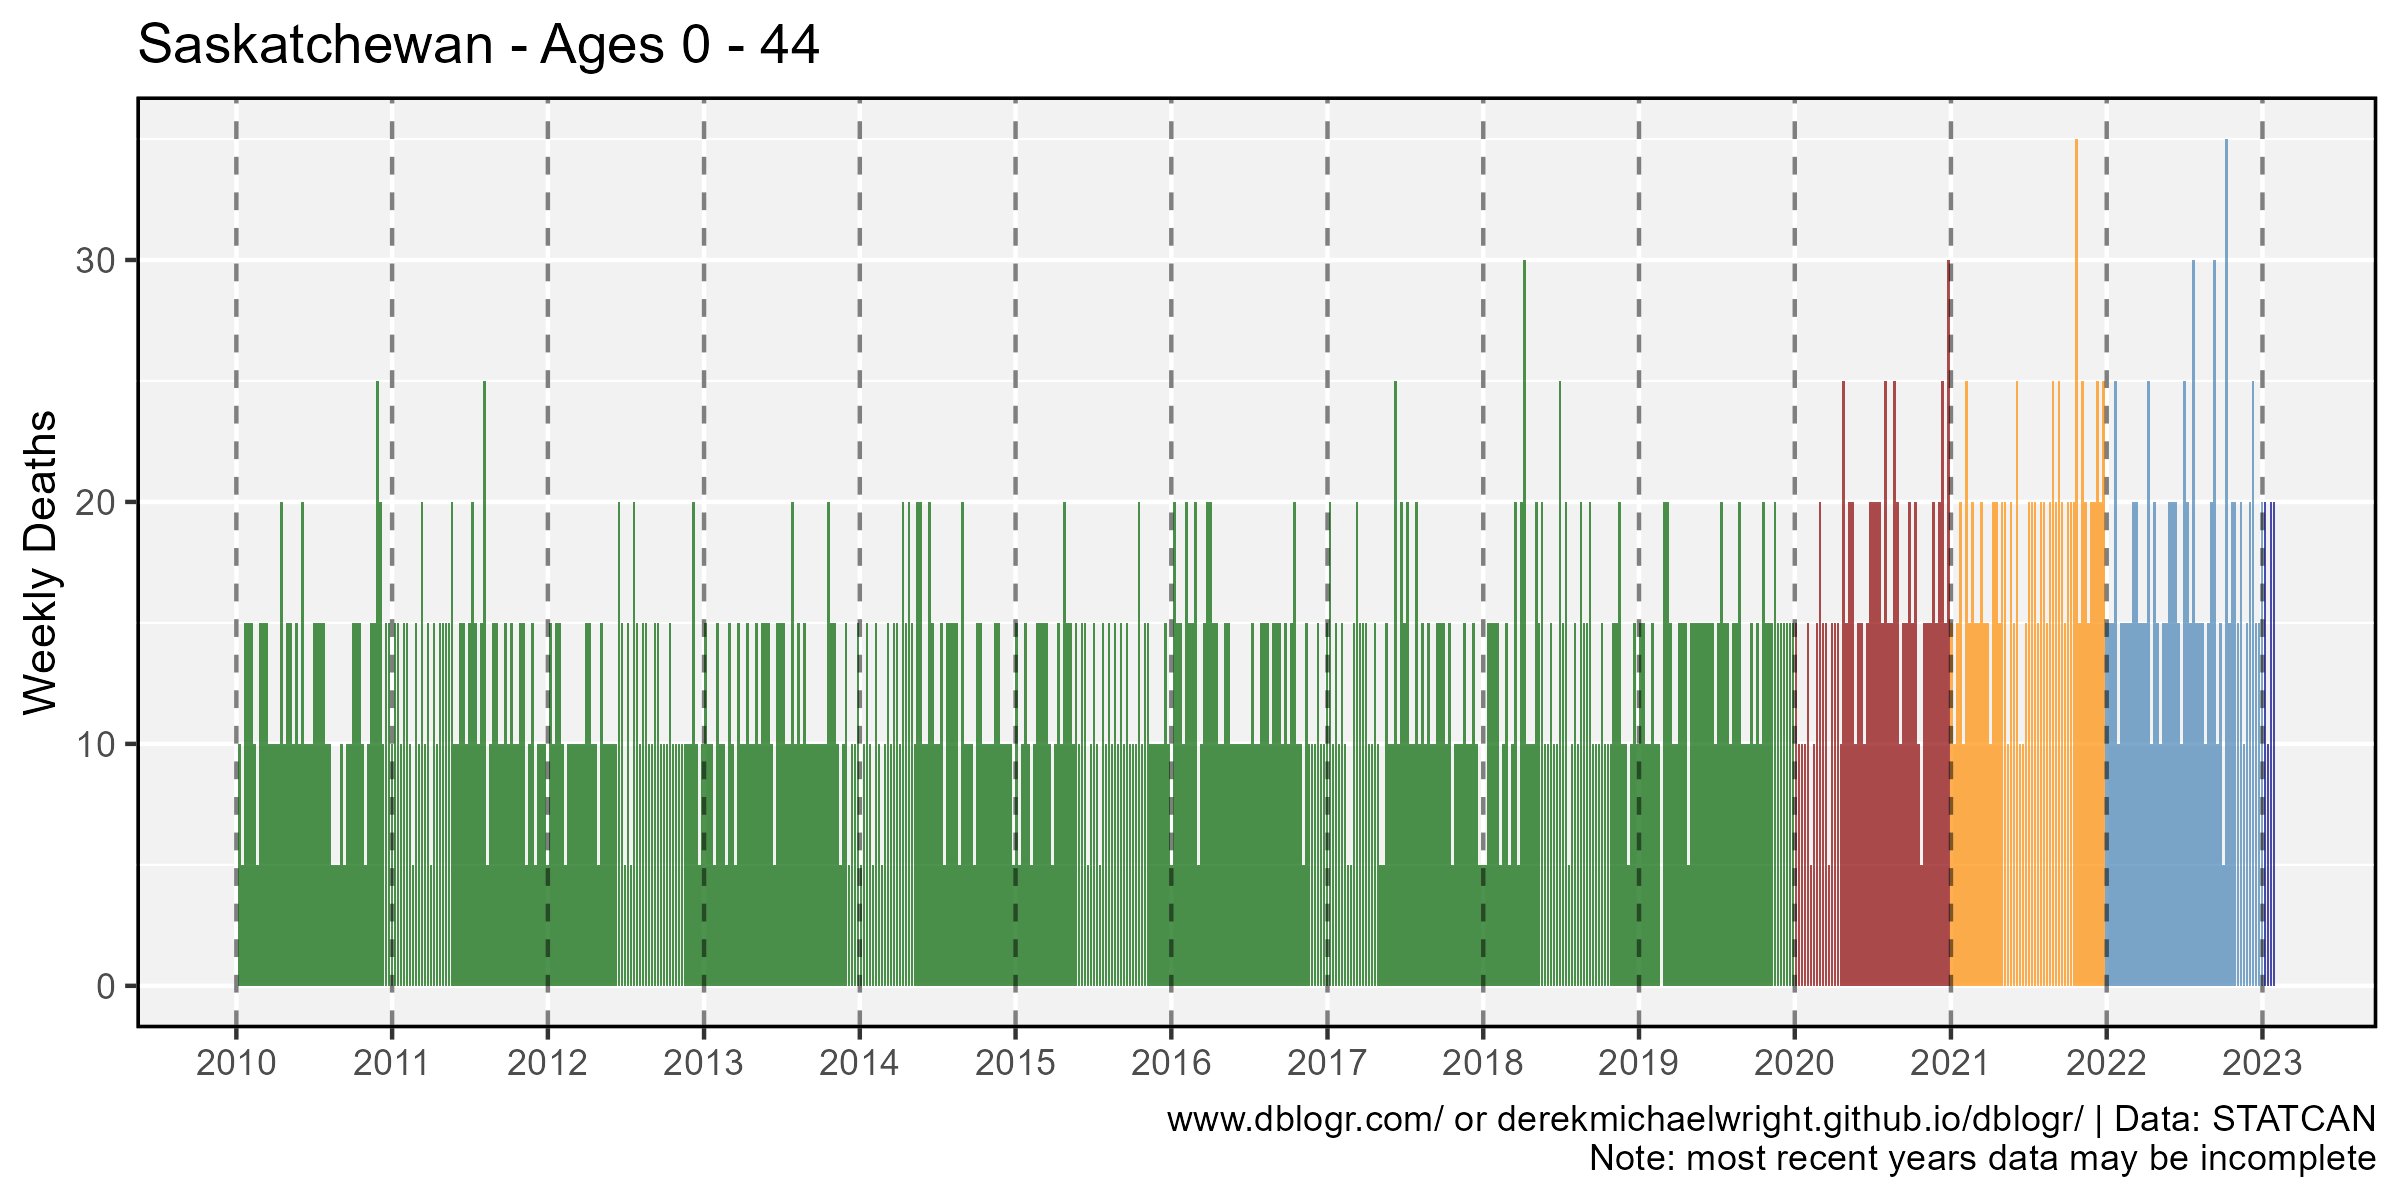 Saskatchewan - Ages 0 - 44
Weekly Deaths
30
20
10
0
2010 2011 2012 2013 2014 2015 2016 2017 2018 2019 2020 2021 2022 2023
www.dblogr.com/ or derekmichaelwright.github.io/dblogr/ | Data: STATCAN
Note: most recent years data may be incomplete